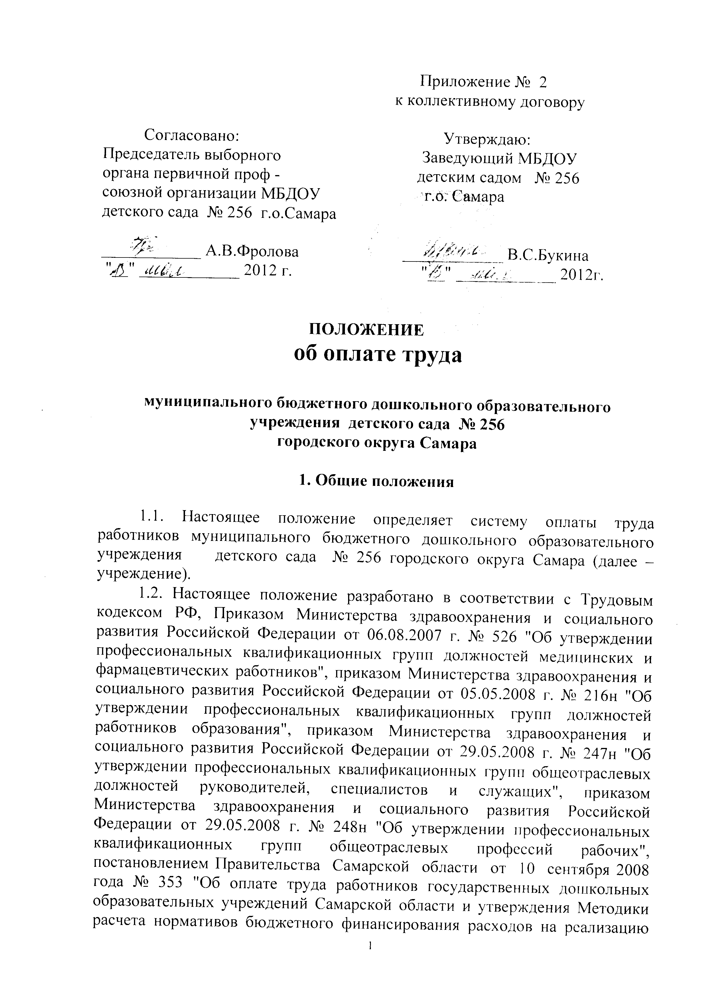 Приложение № 2
к коллективному договору
Согласовано:
Председатель выборного
органа первичной проф -
союзной организации МБДОУ
детского сада № 256 г.о.Самара
А.В.Фролова
2012 г.
Утверждаю:
Заведующий МБДОУ
детским садом № 256
г.о. Самара
В.С.Букина
2012г.
ПОЛОЖЕНИЕ
об оплате труда
муниципального бюджетного дошкольного образовательного
учреждения детского сада № 256
городского округа Самара
1. Общие положения
1.1. Настоящее положение определяет систему оплаты труда
работников муниципального бюджетного дошкольного образовательного
учреждения детского сада № 256 городского округа Самара (далее –
учреждение).
1.2. Настоящее положение разработано в соответствии с Трудовым
кодексом РФ, Приказом Министерства здравоохранения и социального
развития Российской Федерации от 06.08.2007 г. № 526 "Об утверждении
профессиональных квалификационных групп должностей медицинских и
фармацевтических работников", приказом Министерства здравоохранения и
социального развития Российской Федерации от 05.05.2008 г. № 216н "Об
утверждении профессиональных квалификационных групп должностей
работников образования", приказом Министерства здравоохранения и
социального развития Российской Федерации от 29.05.2008 г. № 247н "Об
утверждении профессиональных квалификационных групп общеотраслевых
должностей руководителей, специалистов и служащих", приказом
Министерства здравоохранения и социального развития Российской
Федерации от 29.05.2008 г. № 248н "Об утверждении профессиональных
квалификационных групп общеотраслевых профессий рабочих",
постановлением Правительства Самарской области от 10 сентября 2008
года № 353 "Об оплате труда работников государственных дошкольных
образовательных учреждений Самарской области и утверждения Методики
расчета нормативов бюджетного финансирования расходов на реализацию
1